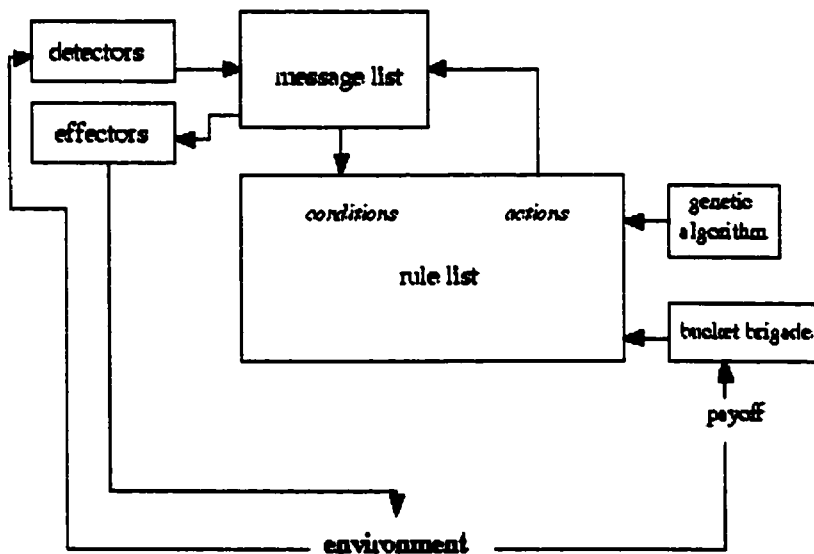 detectors
message list
effectors
conditions
actions
genetic
algorithm
rule list
bucket brigade
payoff
environment